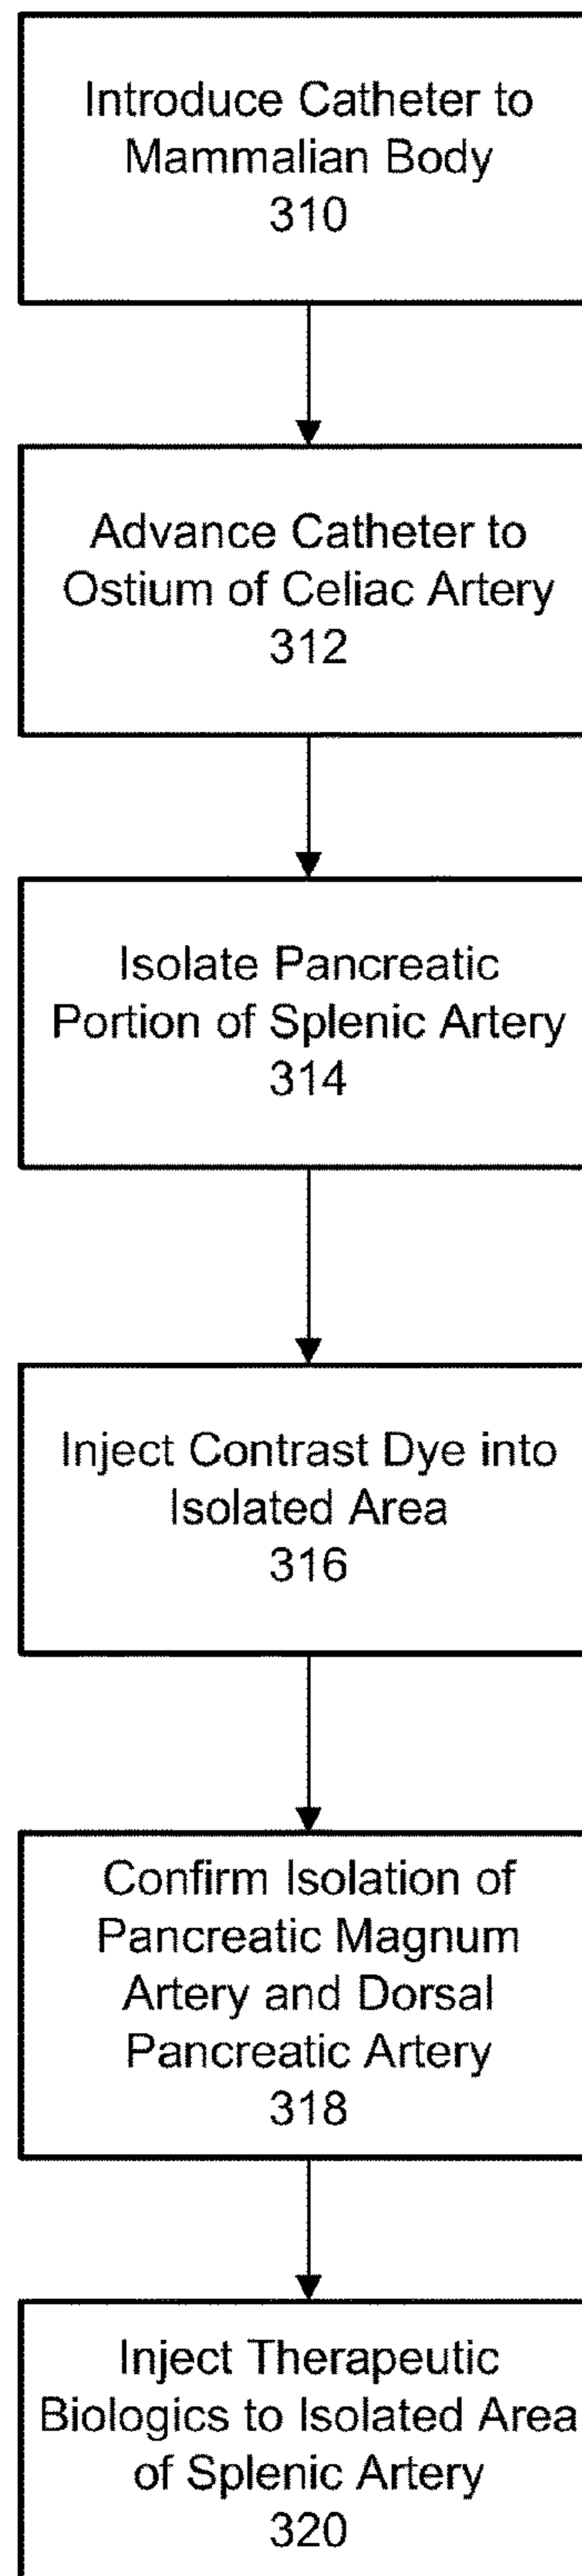 Introduce Catheter to
Mammalian Body
310
Advance Catheter to
Ostium of Celiac Artery
312
Isolate Pancreatic
Portion of Splenic Artery
314
Inject Contrast Dye into
Isolated Area
316
Confirm Isolation of
Pancreatic Magnum
Artery and Dorsal
Pancreatic Artery
318
Inject Therapeutic
Biologics to Isolated Area
of Splenic Artery
320